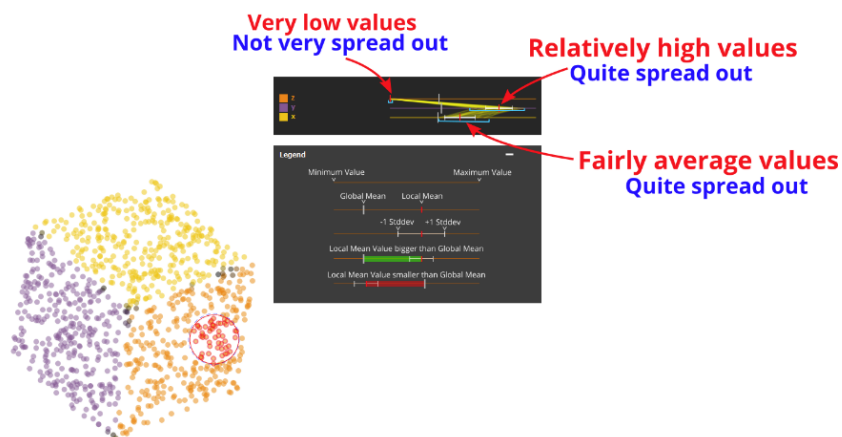 Very low values
Not very spread out
Relatively high values
Quite spread out
Z
Y
X
Fairly average values
Quite spread out
Legend
Minimum Value Maximum Value
Global Mean Local Mean
-1 Stddev +1 Stddev
Local Mean Value bigger than Global Mean
Local Mean Value smaller than Global Mean